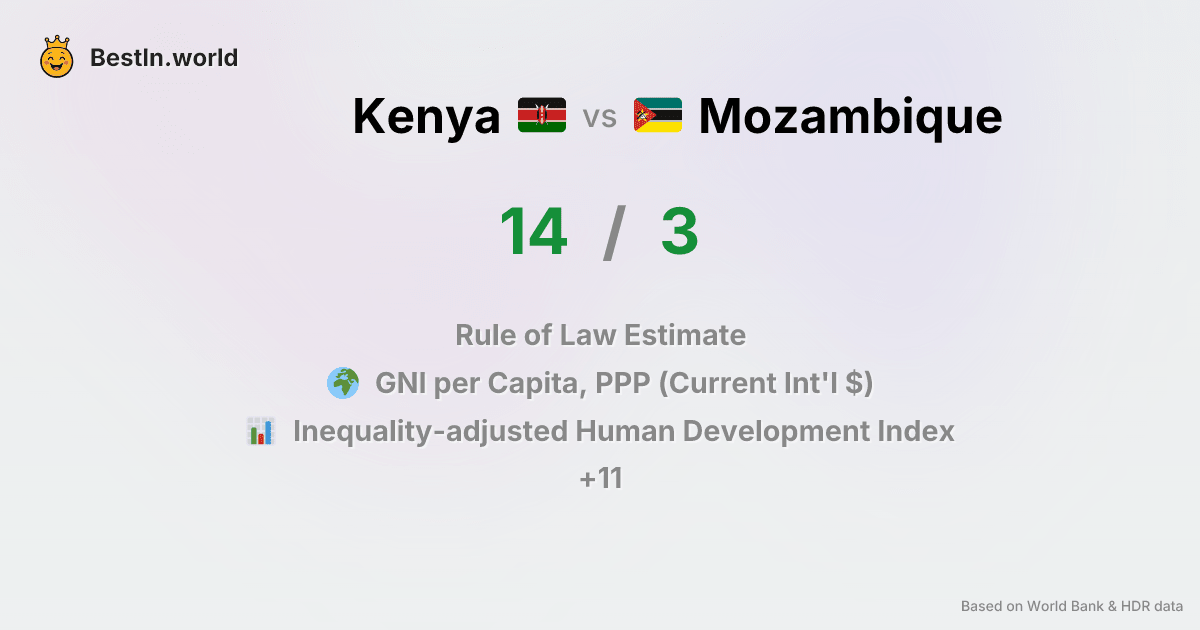 BestIn.world
Kenya vs Mozambique
14 / 3
Rule of Law Estimate
GNI per Capita, PPP (Current Int'l $)
Inequality-adjusted Human Development Index
+11
Based on World Bank & HDR data